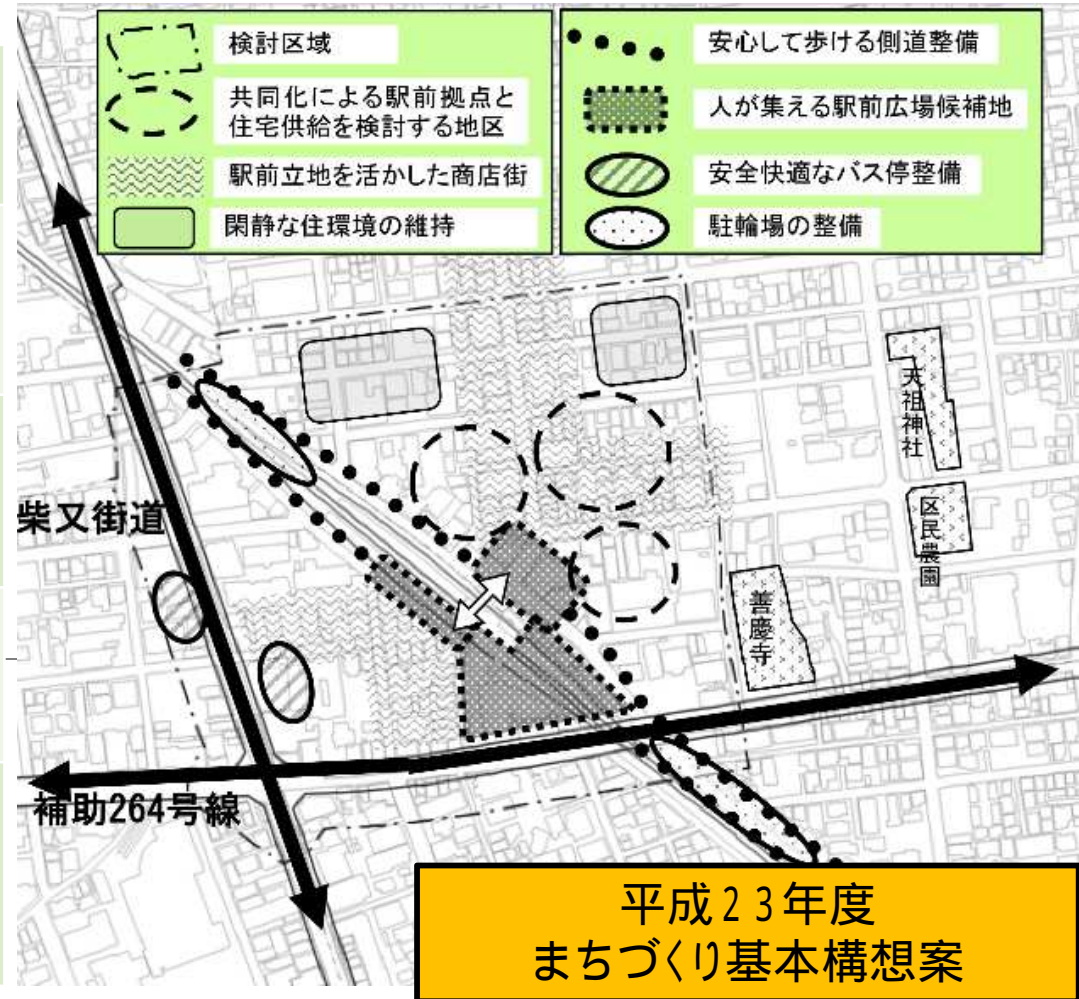 検討区域
共同化による駅前拠点と
住宅供給を検討する地区
駅前立地を活かした商店街
閑静な住環境の維持
安心して歩ける側道整備
人が集える駅前広場候補地
安全快適なバス停整備
駐輪場の整備
天祖神社
柴又街道
区民農園
善慶寺
補助264号線
平成23年度
まちづくり基本構想案